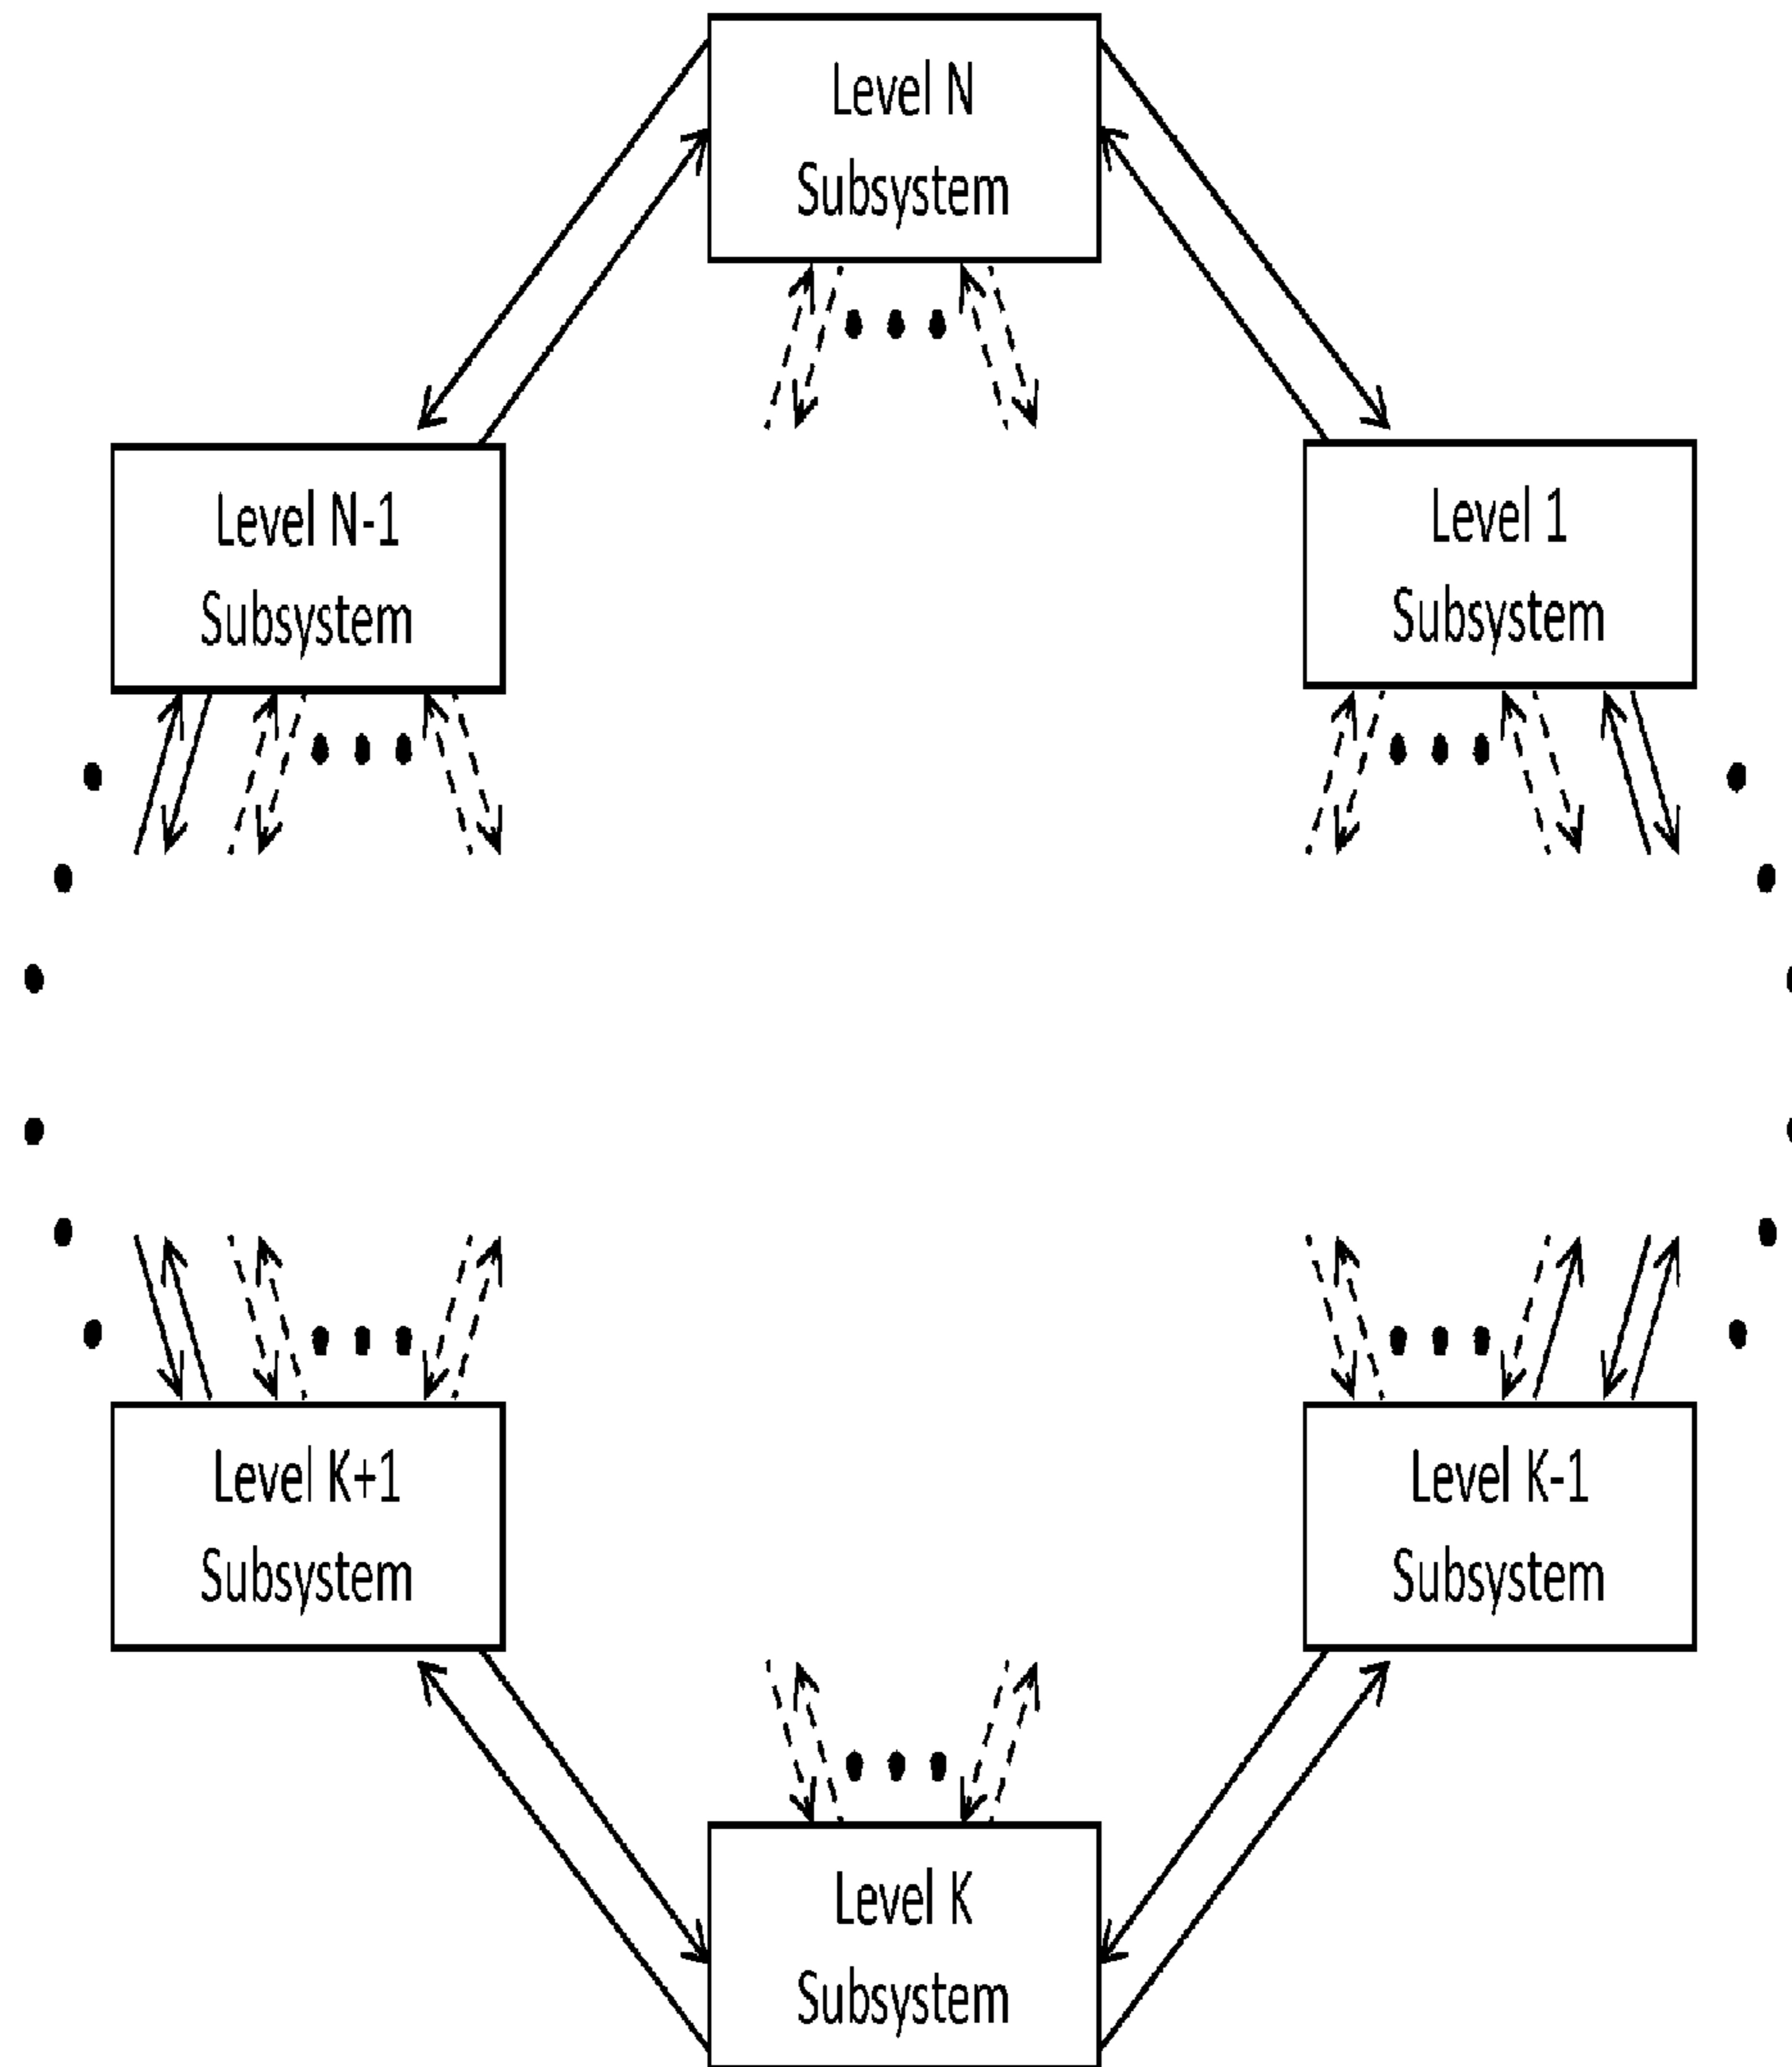 Level N
Subsystem
Level N-1
Subsystem
Level 1
Subsystem
Level K+1
Subsystem
Level K-1
Subsystem
Level K
Subsystem